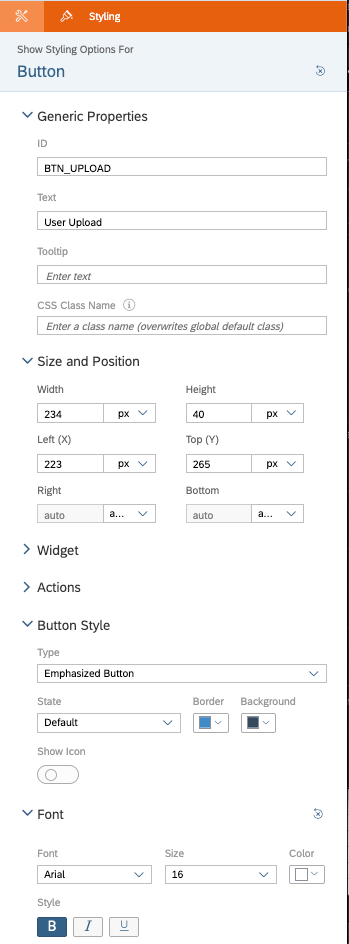 Styling
Show Styling Options For
Button
Generic Properties
ID
BTN_UPLOAD
Text
User Upload
Tooltip
Enter text
CSS Class Name
Enter a class name (overwrites global default class)
Size and Position
Width Height
234 px 40 px
Left (X) Top (Y)
223 px 265 px
Right Bottom
auto a... auto a...
Widget
Actions
Button Style
Type
Emphasized Button
State Border Background
Default
Show Icon
Font
Font Size Color
Arial 16
Style
B I U